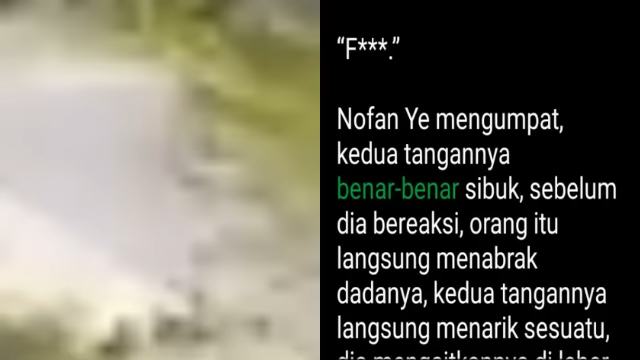 “F***.”
Nofan Ye mengumpat,
kedua tangannya
benar-benar sibuk, sebelum
dia bereaksi, orang itu
langsung menabrak
dadanya, kedua tangannya
langsung menarik sesuatu,